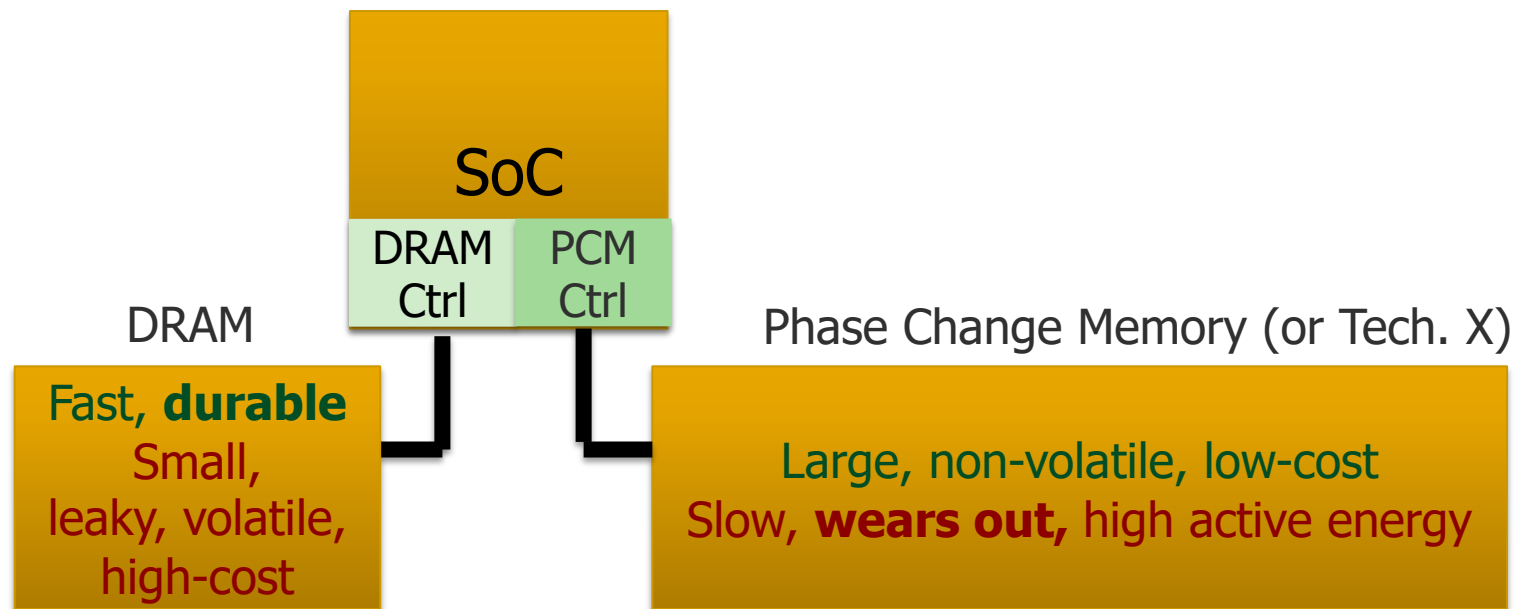 SoC
DRAM
Ctrl
PCM
Ctrl
DRAM
Fast, durable
Small,
leaky, volatile,
high-cost
Phase Change Memory (or Tech. X)
Large, non-volatile, low-cost
Slow, wears out, high active energy